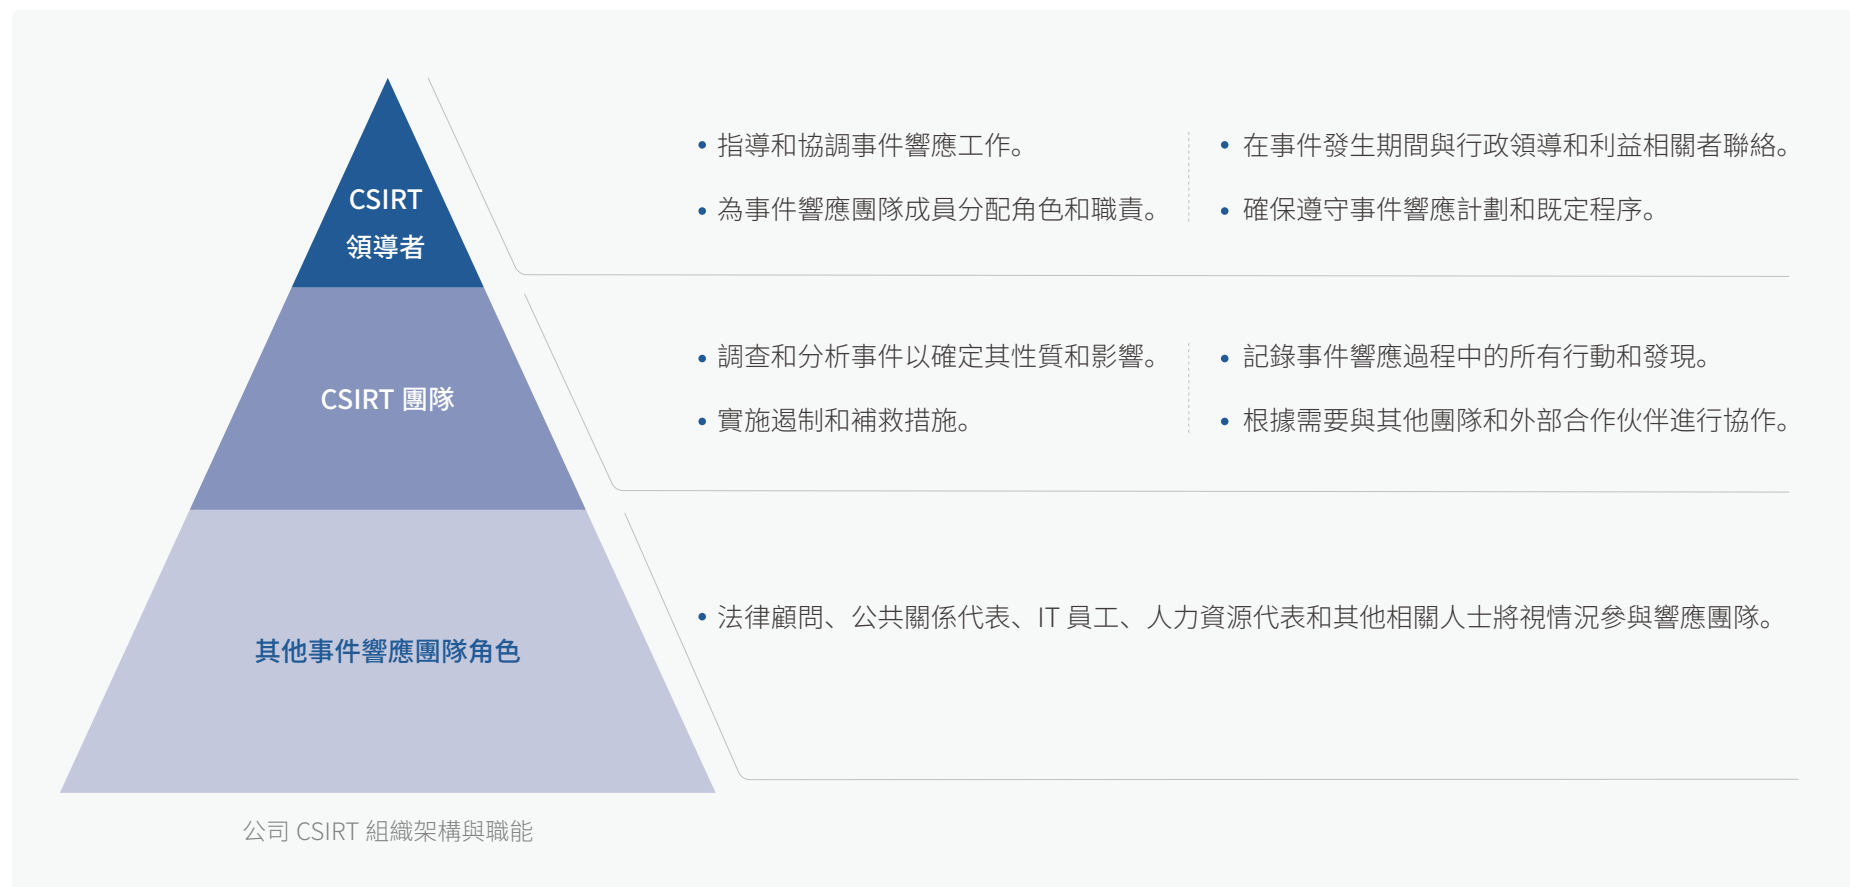 CSIRT
領導者
指導和協調事件響應工作。
為事件響應團隊成員分配角色和職責。
在事件發生期間與行政領導和利益相關者聯絡。
確保遵守事件響應計劃和既定程序。
CSIRT 團隊
調查和分析事件以確定其性質和影響。
實施遏制和補救措施。
記錄事件響應過程中的所有行動和發現。
根據需要與其他團隊和外部合作伙伴進行協作。
其他事件響應團隊角色
法律顧問、公共關係代表、IT 員工、人力資源代表和其他相關人士將視情況參與響應團隊。
公司 CSIRT 組織架構與職能